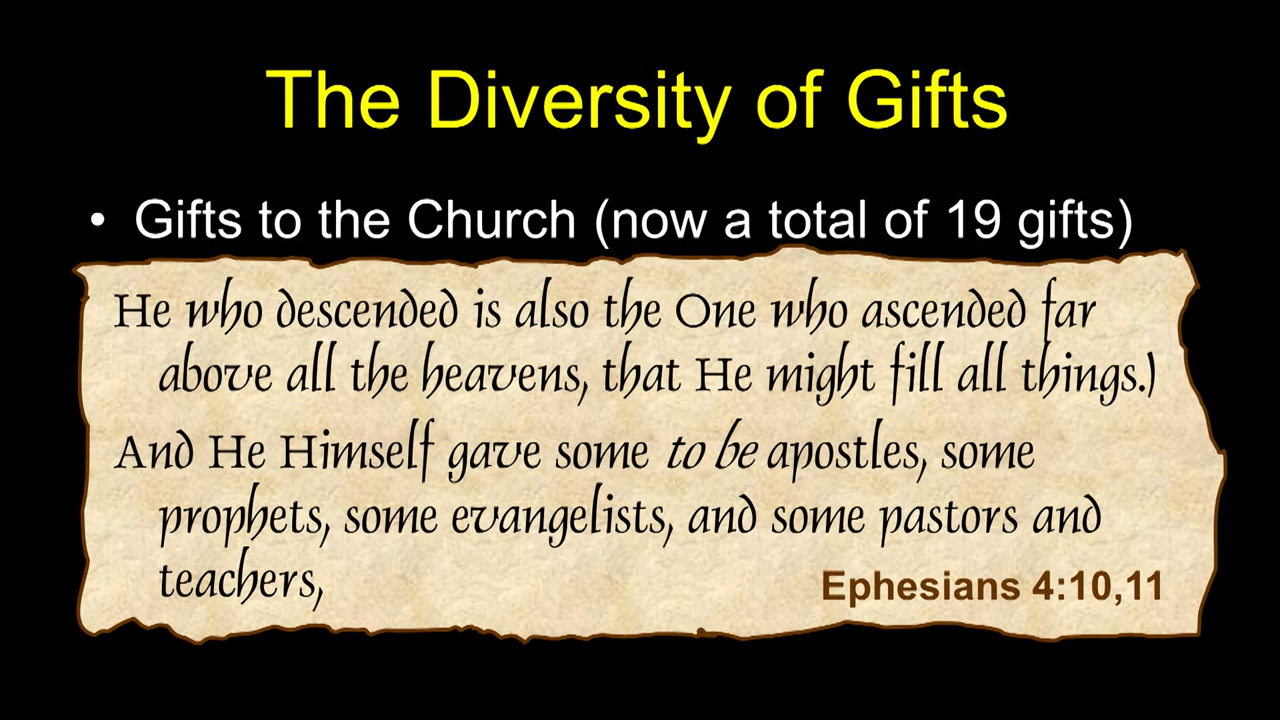 The Diversity of Gifts
• Gifts to the Church (now a total of 19 gifts)
He who descended is also the One who ascended far
above all the heavens, that He might fill all things.)
And He Himself gave some to be apostles, some
prophets, some evangelists, and some pastors and
teachers,
Ephesians 4:10,11